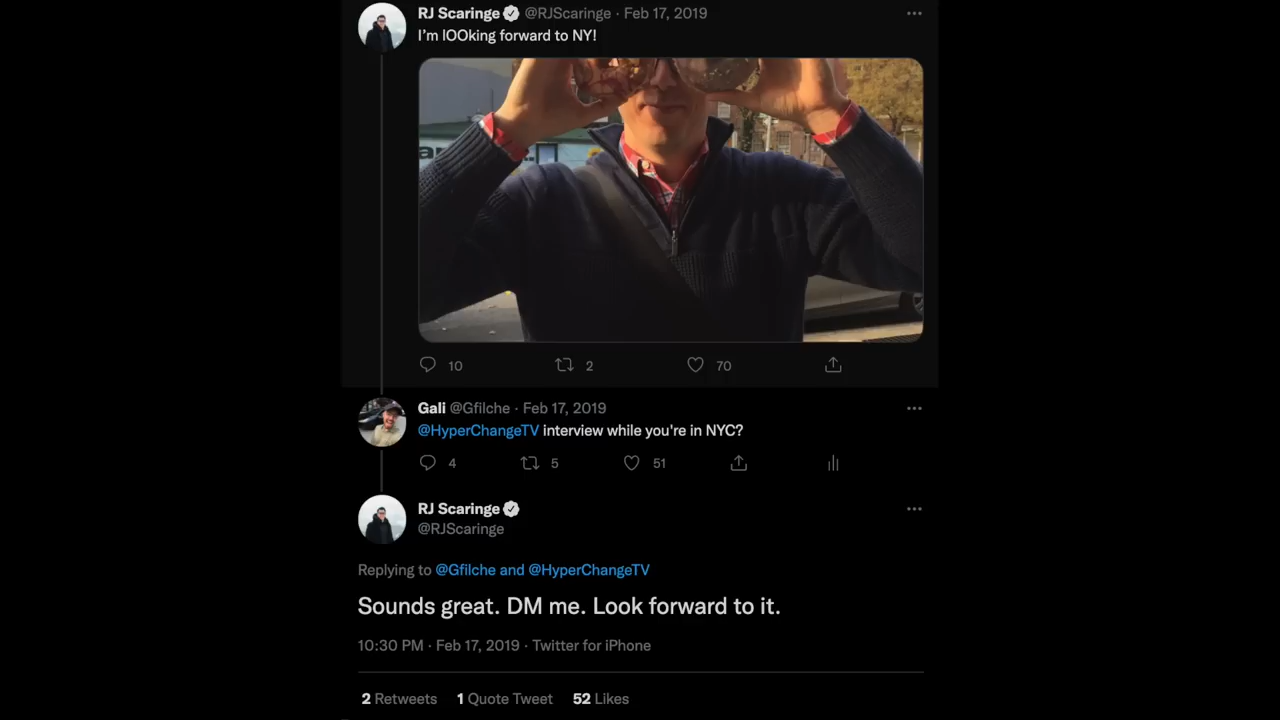 RJ Scaringe @RJScaringe · Feb 17, 2019
I'm lOOking forward to NY!
10 2 70
Gali @Gfilche · Feb 17, 2019
@HyperChangeTV interview while you're in NYC?
4 5 51
RJ Scaringe
@RJScaringe
Replying to @Gfilche and @HyperChangeTV
Sounds great. DM me. Look forward to it.
10:30 PM · Feb 17, 2019 · Twitter for iPhone
2 Retweets 1 Quote Tweet 52 Likes